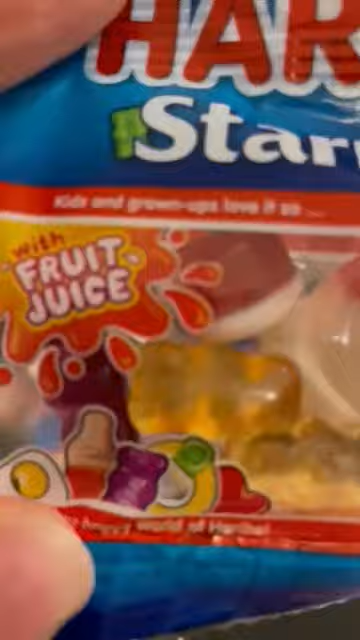 HAR
Star
Kids and grown-ups love it so
with
FRUIT
JUICE
happy world of Haribo!